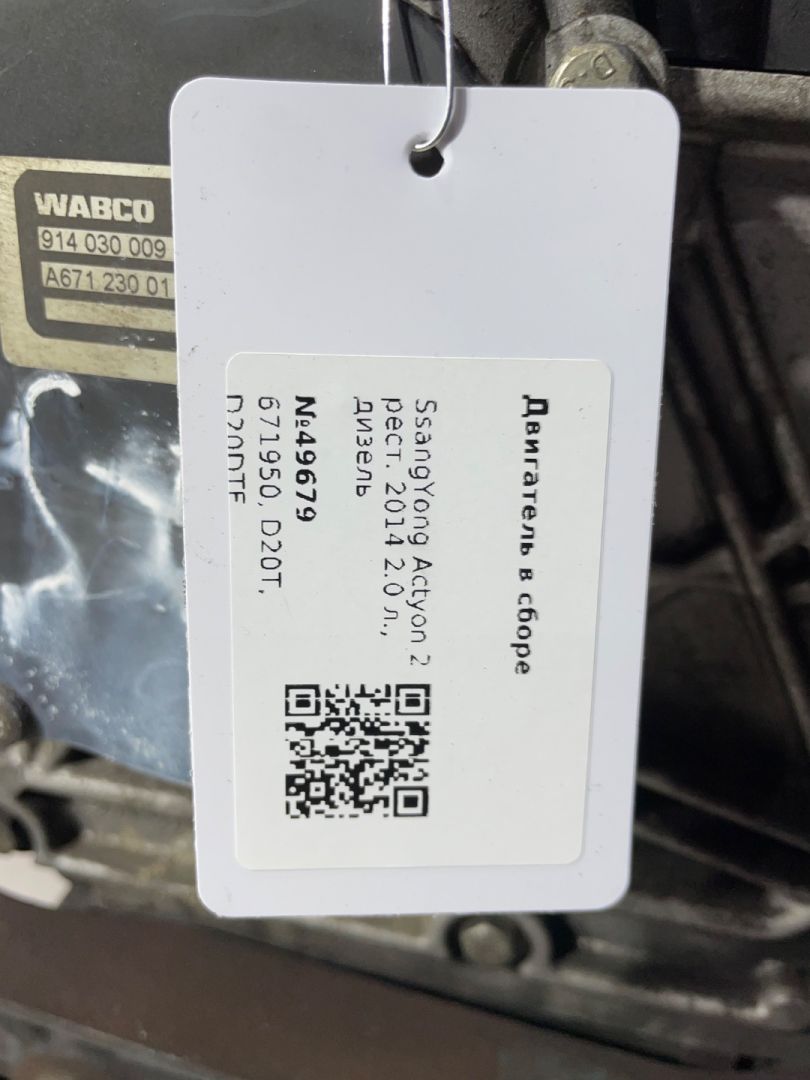 WABCO
914 030 009
A671 230 01
Двигатель в сборе
SsangYong Actyon 2
рест. 2014 2.0 л.,
дизель
№49679
671950, D20T,
D20DTF